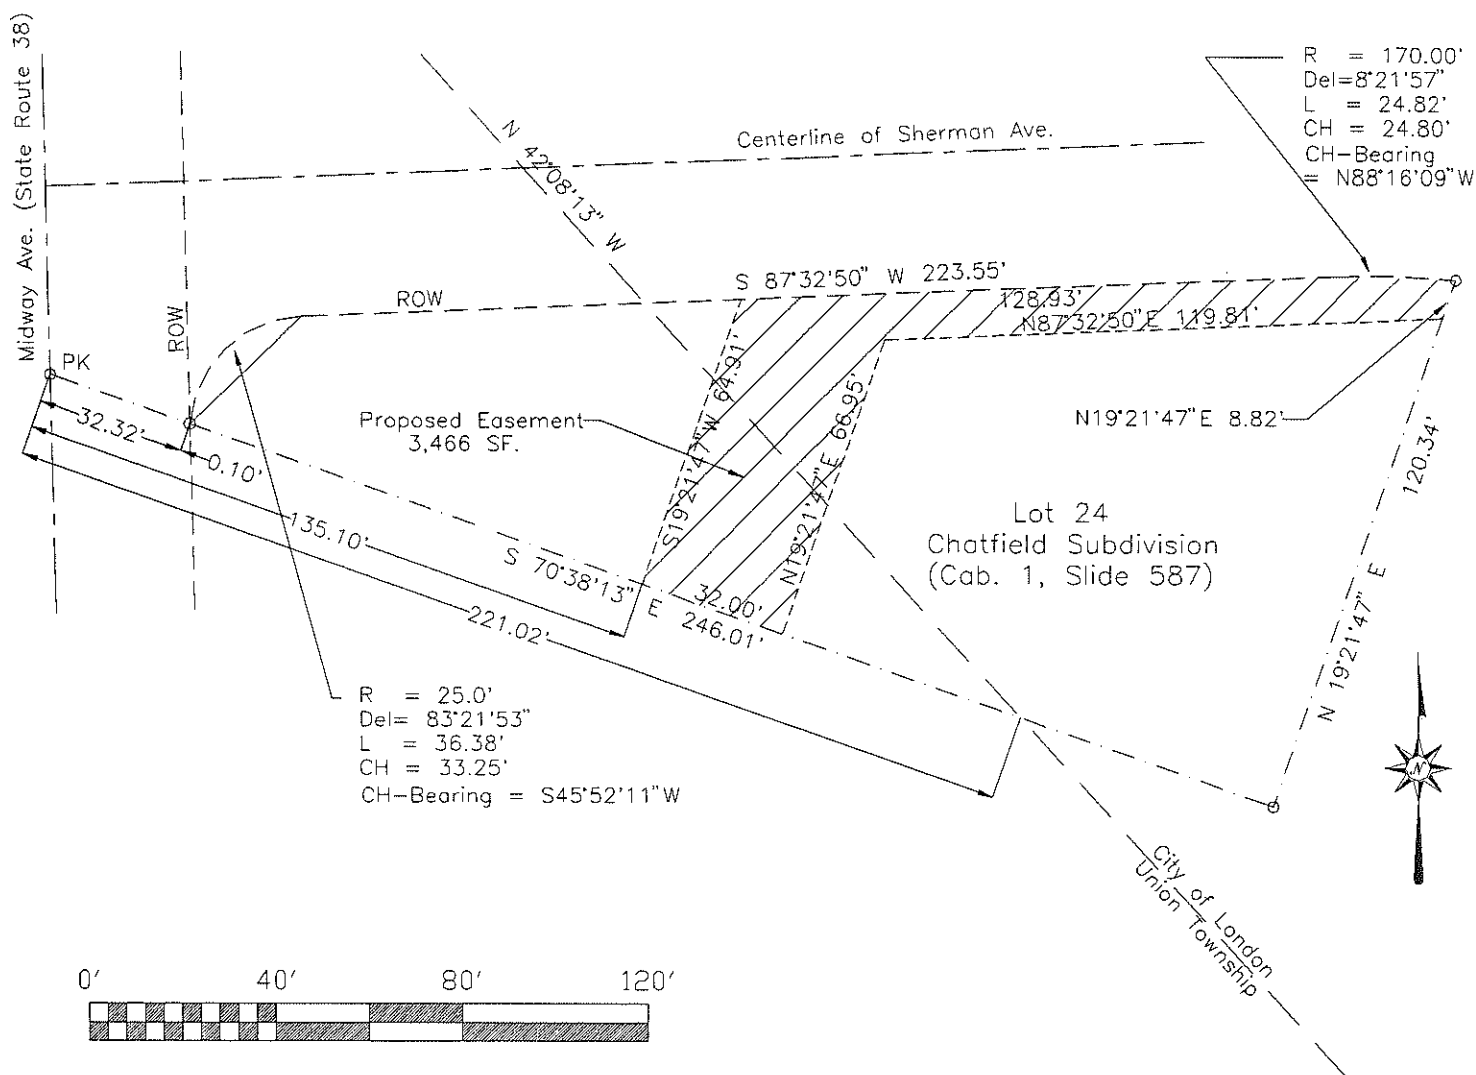 Midway Ave. (State Route 38)
ROW
PK
ROW
Centerline of Sherman Ave.
N 42°08'13" W
R = 170.00'
Del=8°21'57"
L = 24.82'
CH = 24.80'
CH-Bearing
= N88°16'09"W
S 87°32'50" W 223.55'
128.93'
N87°32'50"E 119.81'
32.32'
0.10'
135.10'
221.02'
S 70°38'13" E 246.01'
32.00'
Proposed Easement
3,466 SF.
S19°21'47"W 64.91'
N19°21'47"E 66.95'
N19°21'47"E 8.82'
Lot 24
Chatfield Subdivision
(Cab. 1, Slide 587)
N 19°21'47" E 120.34'
R = 25.0'
Del= 83°21'53"
L = 36.38'
CH = 33.25'
CH-Bearing = S45°52'11"W
N
City of London
Union Township
0' 40' 80' 120'